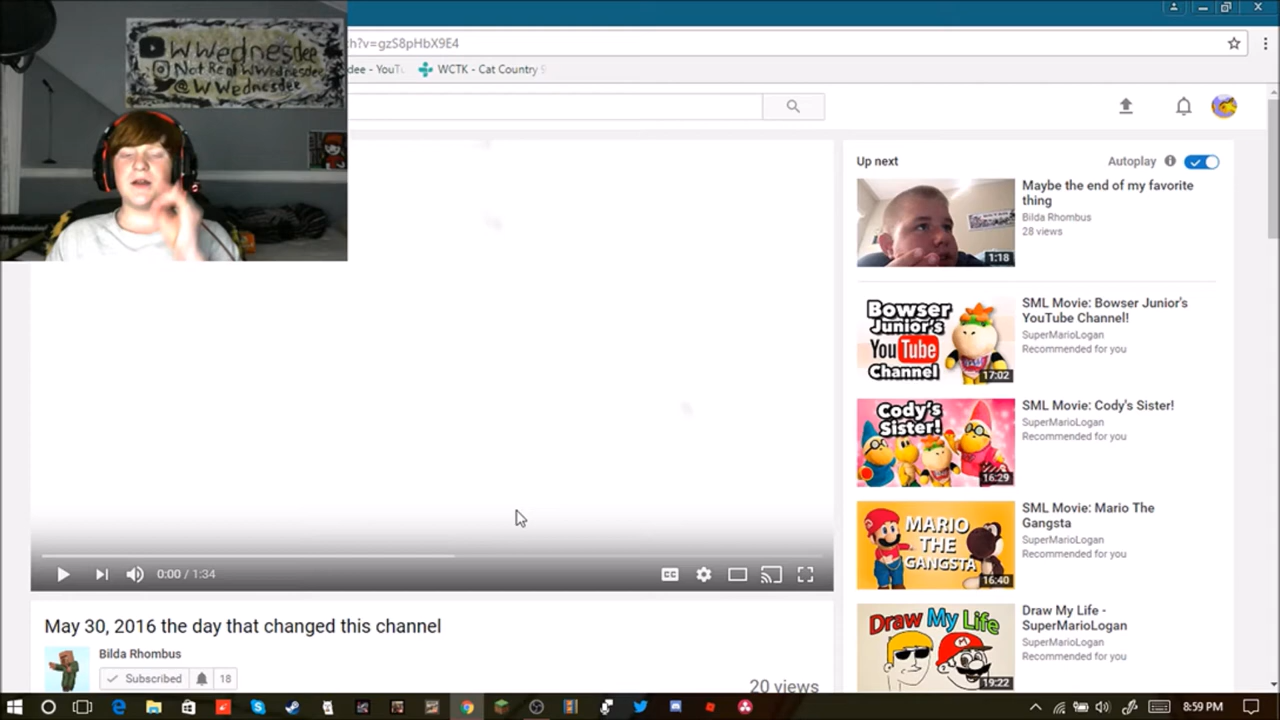 WWednesdee
Not Real WWednesdee
@WWednesdee
h?v=gzS8pHbX9E4
dee - YouTu
WCTK - Cat Country
Up next
Autoplay
Maybe the end of my favorite
thing
Bilda Rhombus
28 views
1:18
Bowser
Junior's
YouTube
Channel
17:02
SML Movie: Bowser Junior's
YouTube Channel!
SuperMarioLogan
Recommended for you
Cody's
Sister!
16:29
SML Movie: Cody's Sister!
SuperMarioLogan
Recommended for you
MARIO
THE
GANGSTA
16:40
SML Movie: Mario The
Gangsta
SuperMarioLogan
Recommended for you
Draw My Life
19:22
Draw My Life -
SuperMarioLogan
SuperMarioLogan
Recommended for you
0:00 / 1:34
CC
May 30, 2016 the day that changed this channel
Bilda Rhombus
Subscribed
18
20 views
8:59 PM